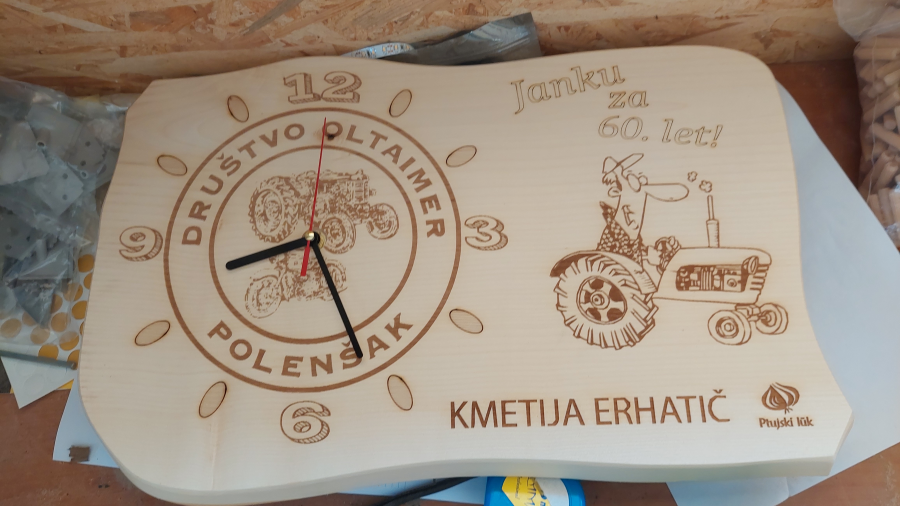 12
3
6
9
DRUŠTVO OLTAIMER
POLENŠAK
Janku
za
60. let!
KMETIJA ERHATIČ
Ptujski lük